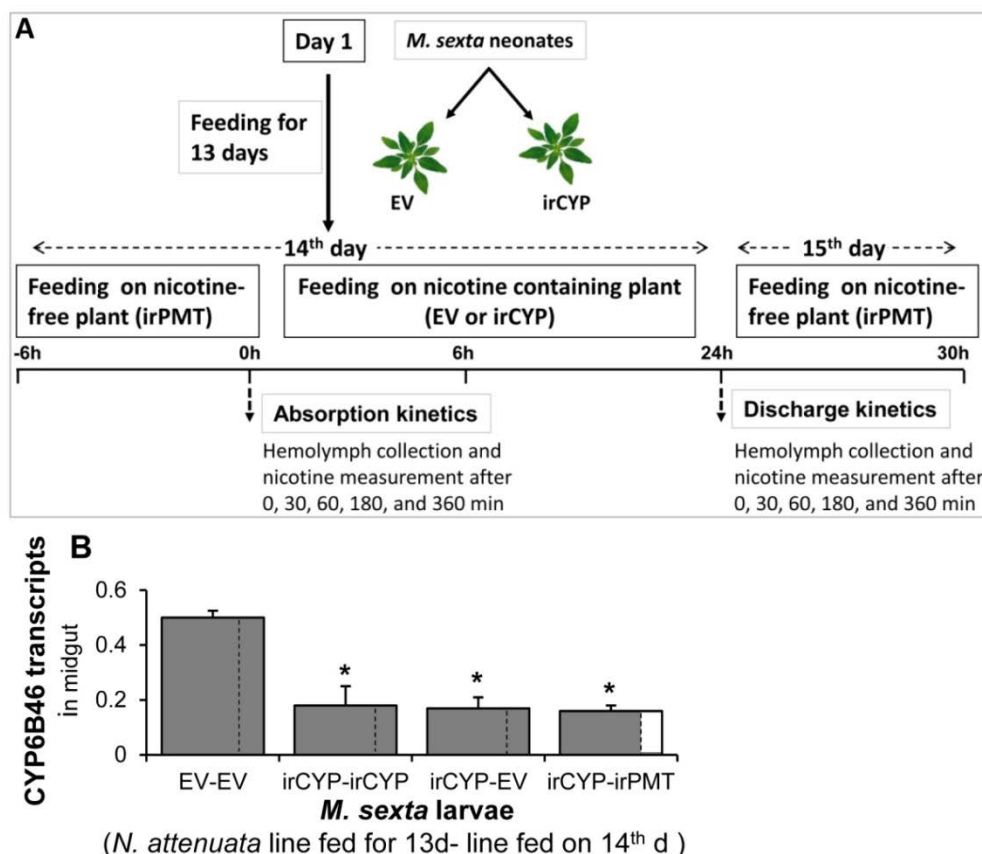 A
Day 1
M. sexta neonates
Feeding for
13 days
EV
irCYP
14th day
15th day
Feeding on nicotine-
free plant (irPMT)
Feeding on nicotine containing plant
(EV or irCYP)
Feeding on nicotine-
free plant (irPMT)
-6h
0h
6h
24h
30h
Absorption kinetics
Hemolymph collection and
nicotine measurement after
0, 30, 60, 180, and 360 min
Discharge kinetics
Hemolymph collection and
nicotine measurement after
0, 30, 60, 180, and 360 min
B
CYP6B46 transcripts
in midgut
0.6
0.4
0.2
0
*
*
*
EV-EV
irCYP-irCYP
irCYP-EV
irCYP-irPMT
M. sexta larvae
(N. attenuata line fed for 13d- line fed on 14th d )